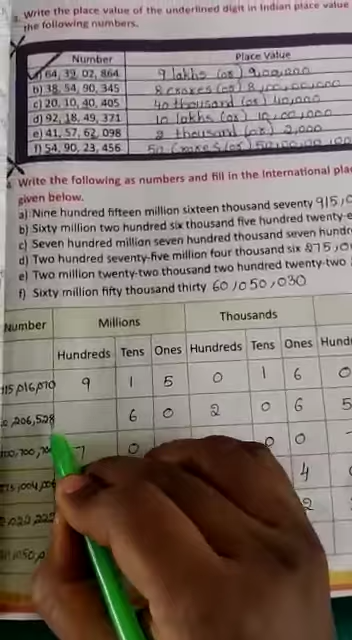 3. Write the place value of the underlined digit in Indian place value
the following numbers.
Number Place Value
a) 64, 39, 02, 864 9 lakhs (or) 9,00,000
b) 38, 54, 90, 345 8 crores (or) 8,00,00,000
c) 20, 10, 40, 405 40 thousand (or) 40,000
d) 92, 18, 49, 371 10 lakhs (or) 10,00,000
e) 41, 57, 62, 098 2 thousand (or) 2,000
f) 54, 90, 23, 456 50 Crores (or) 50,00,00,000
Write the following as numbers and fill in the International
given below.
a) Nine hundred fifteen million sixteen thousand seventy 915,
b) Sixty million two hundred six thousand five hundred
c) Seven hundred million seven hundred thousand seven
d) Two hundred seventy-five million four thousand six 275,
e) Two million twenty-two thousand two hundred twenty-two
f) Sixty million fifty thousand thirty 60,050,030
Number Millions Thousands
Hundreds Tens Ones Hundreds Tens Ones
915,016,070 9 1 5 0 1 6 0
,206,528 6 0 2 0 6 5
7 0 0 0
4
2